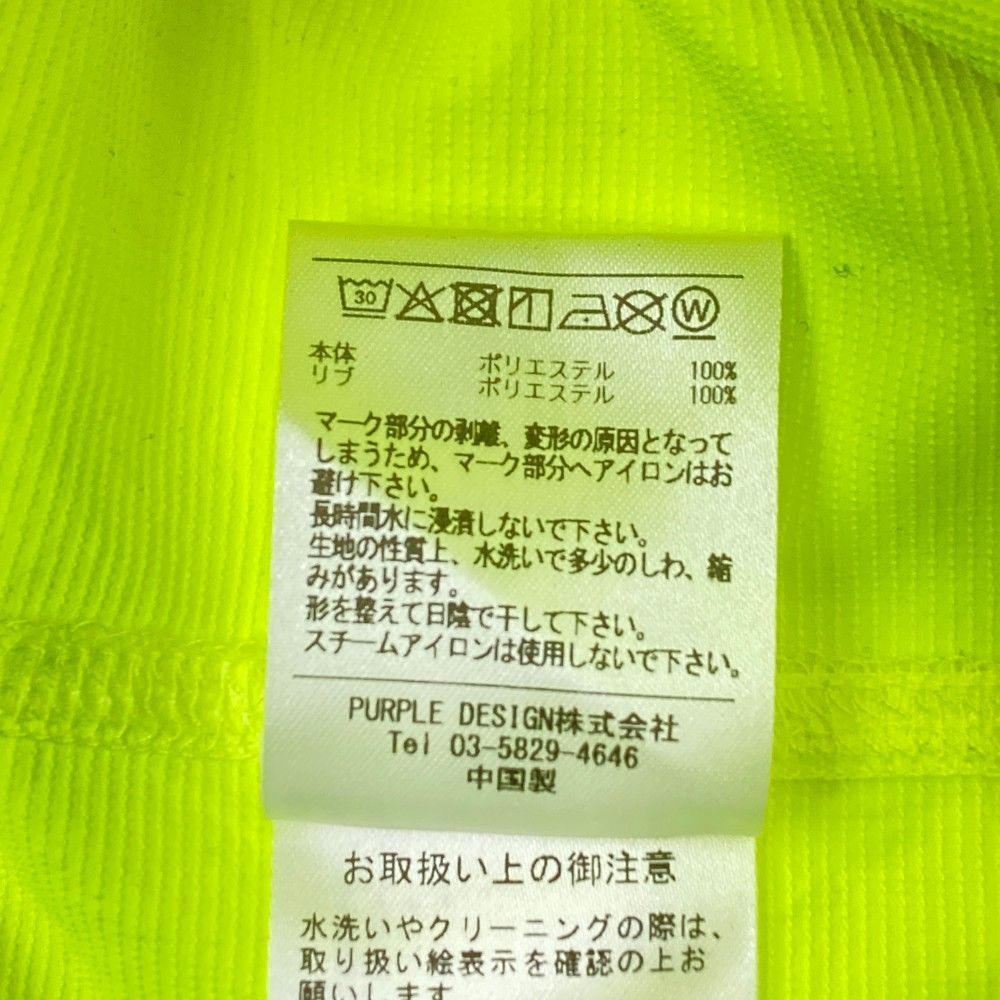 30 W
本体 ポリエステル 100%
リブ ポリエステル 100%
マーク部分の剥離、変形の原因となって
しまうため、マーク部分へアイロンはお
避け下さい。
長時間水に浸漬しないで下さい。
生地の性質上、水洗いで多少のしわ、縮
みがあります。
形を整えて日陰で干して下さい。
スチームアイロンは使用しないで下さい。
PURPLE DESIGN株式会社
Tel 03-5829-4646
中国製
お取扱い上の御注意
水洗いやクリーニングの際は、
取り扱い絵表示を確認の上お
願いします